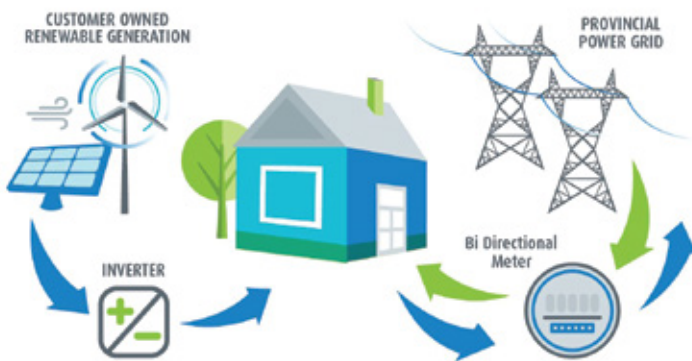 CUSTOMER OWNED
RENEWABLE GENERATION
PROVINCIAL
POWER GRID
INVERTER
Bi Directional
Meter